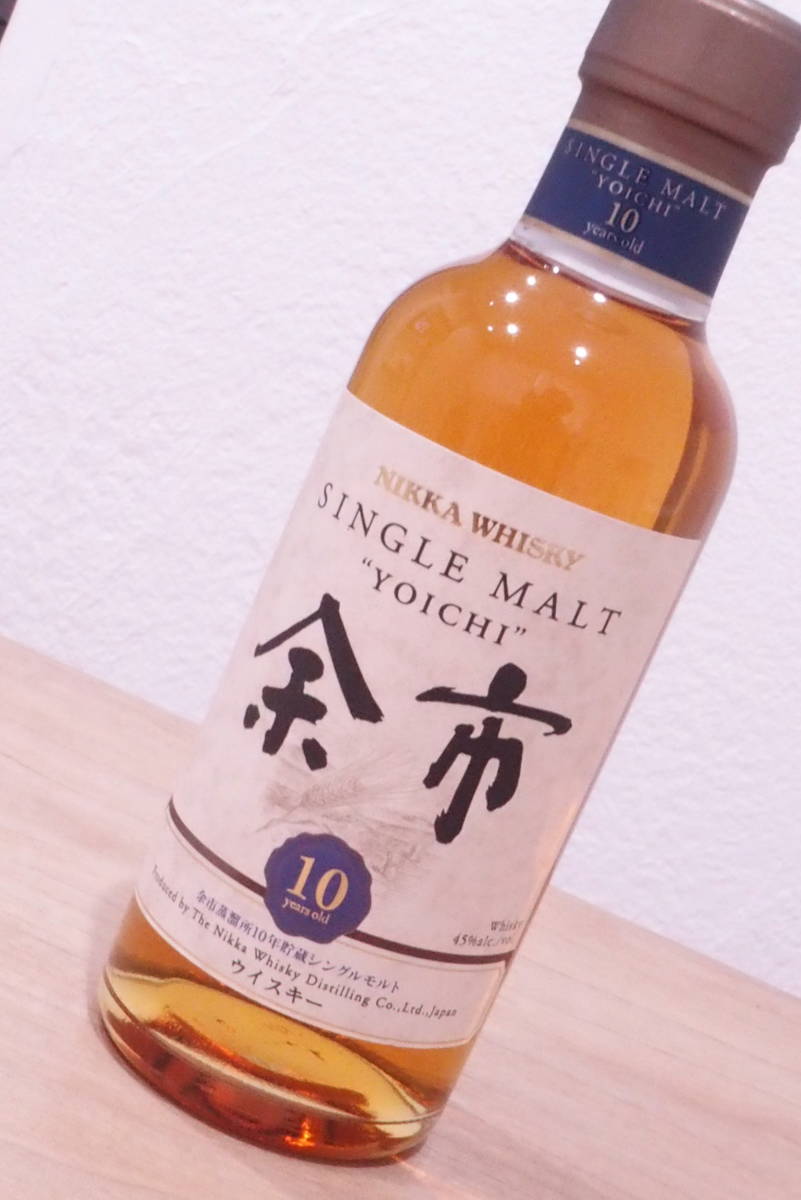 SINGLE MALT
"YOICHI"
10
years old
NIKKA WHISKY
SINGLE MALT
"YOICHI"
余市
10
years old
Whisky
45%alc./vol.
余市蒸溜所10年貯蔵シングルモルト
Produced by The Nikka Whisky Distilling Co.,Ltd.,Japan
ウイスキー